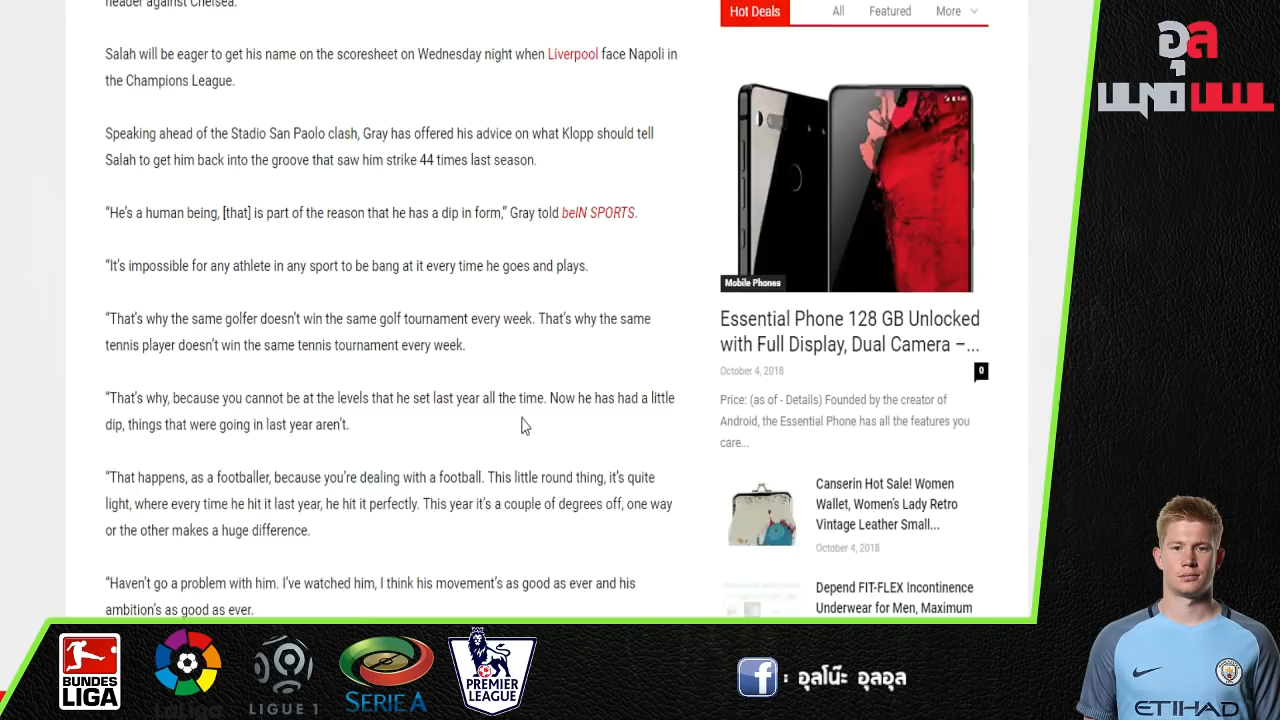 header against Chelsea.
Salah will be eager to get his name on the scoresheet on Wednesday night when Liverpool face Napoli in
the Champions League.
Speaking ahead of the Stadio San Paolo clash, Gray has offered his advice on what Klopp should tell
Salah to get him back into the groove that saw him strike 44 times last season.
“He's a human being, [that] is part of the reason that he has a dip in form,” Gray told beIN SPORTS.
“It's impossible for any athlete in any sport to be bang at it every time he goes and plays.
“That's why the same golfer doesn't win the same golf tournament every week. That's why the same
tennis player doesn't win the same tennis tournament every week.
“That's why, because you cannot be at the levels that he set last year all the time. Now he has had a little
dip, things that were going in last year aren't.
“That happens, as a footballer, because you're dealing with a football. This little round thing, it's quite
light, where every time he hit it last year, he hit it perfectly. This year it's a couple of degrees off, one way
or the other makes a huge difference.
“Haven't go a problem with him. I've watched him, I think his movement's as good as ever and his
ambition's as good as ever.
Hot Deals All Featured More
Mobile Phones
Essential Phone 128 GB Unlocked
with Full Display, Dual Camera –...
October 4, 2018 0
Price: (as of - Details) Founded by the creator of
Android, the Essential Phone has all the features you
care...
Canserin Hot Sale! Women
Wallet, Women's Lady Retro
Vintage Leather Small...
October 4, 2018
Depend FIT-FLEX Incontinence
Underwear for Men, Maximum
อุล
BUNDES
LIGA
LIGUE 1
SERIE A
PREMIER
LEAGUE
f : อุลโน๊ะ อุลอุล
ETIHAD